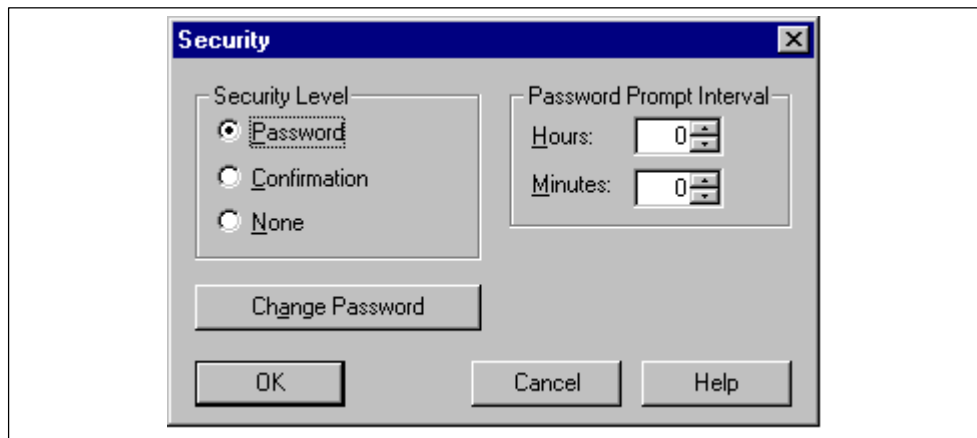 Security
Security Level
Password
Confirmation
None
Password Prompt Interval
Hours: 0
Minutes: 0
Change Password
OK Cancel Help